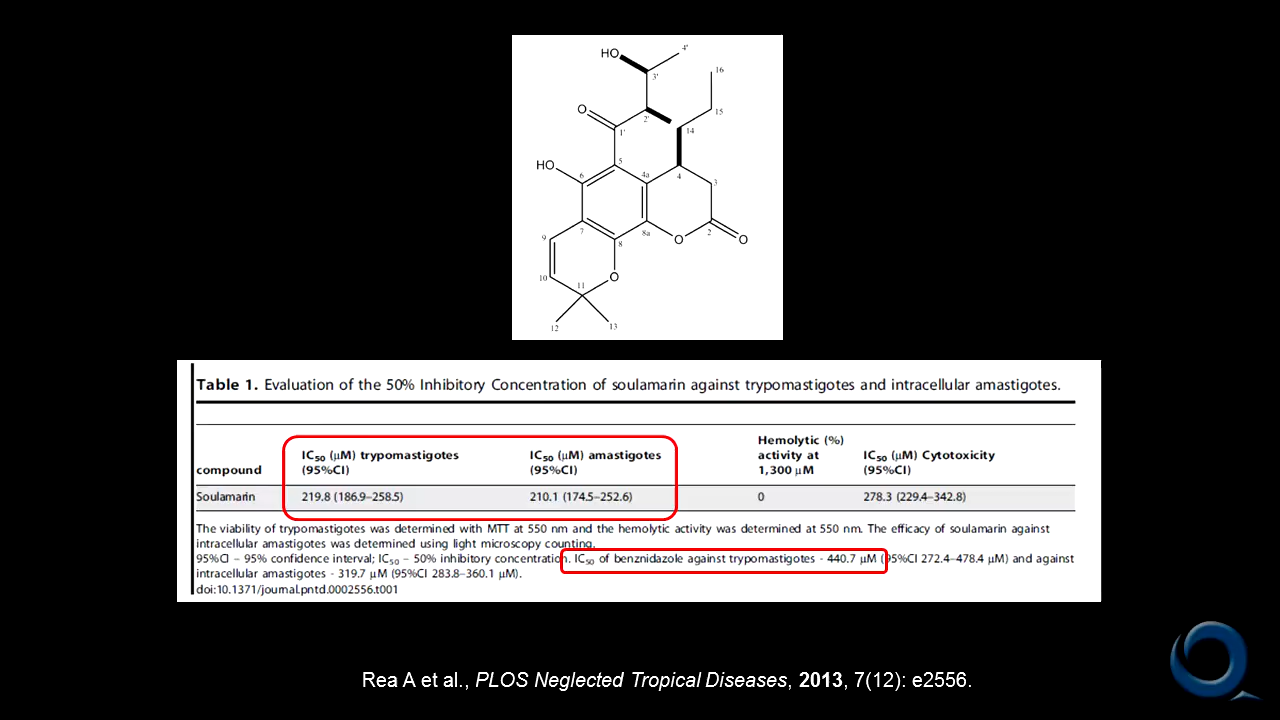 HO
4'
3'
16
O
2'
15
1'
14
HO
5
6
4a
4
3
7
8
8a
2
9
O
O
10
O
11
12
13
Table 1. Evaluation of the 50% Inhibitory Concentration of soulamarin against trypomastigotes and intracellular amastigotes.
compound IC₅₀ (μM) trypomastigotes (95%CI) IC₅₀ (μM) amastigotes (95%CI) Hemolytic (%) activity at 1,300 μM IC₅₀ (μM) Cytotoxicity (95%CI)
Soulamarin 219.8 (186.9–258.5) 210.1 (174.5–252.6) 0 278.3 (229.4–342.8)
The viability of trypomastigotes was determined with MTT at 550 nm and the hemolytic activity was determined at 550 nm. The efficacy of soulamarin against
intracellular amastigotes was determined using light microscopy counting.
95%CI – 95% confidence interval; IC₅₀ – 50% inhibitory concentration. IC₅₀ of benznidazole against trypomastigotes - 440.7 μM (95%CI 272.4–478.4 μM) and against
intracellular amastigotes - 319.7 μM (95%CI 283.8–360.1 μM).
doi:10.1371/journal.pntd.0002556.t001
Rea A et al., PLOS Neglected Tropical Diseases, 2013, 7(12): e2556.